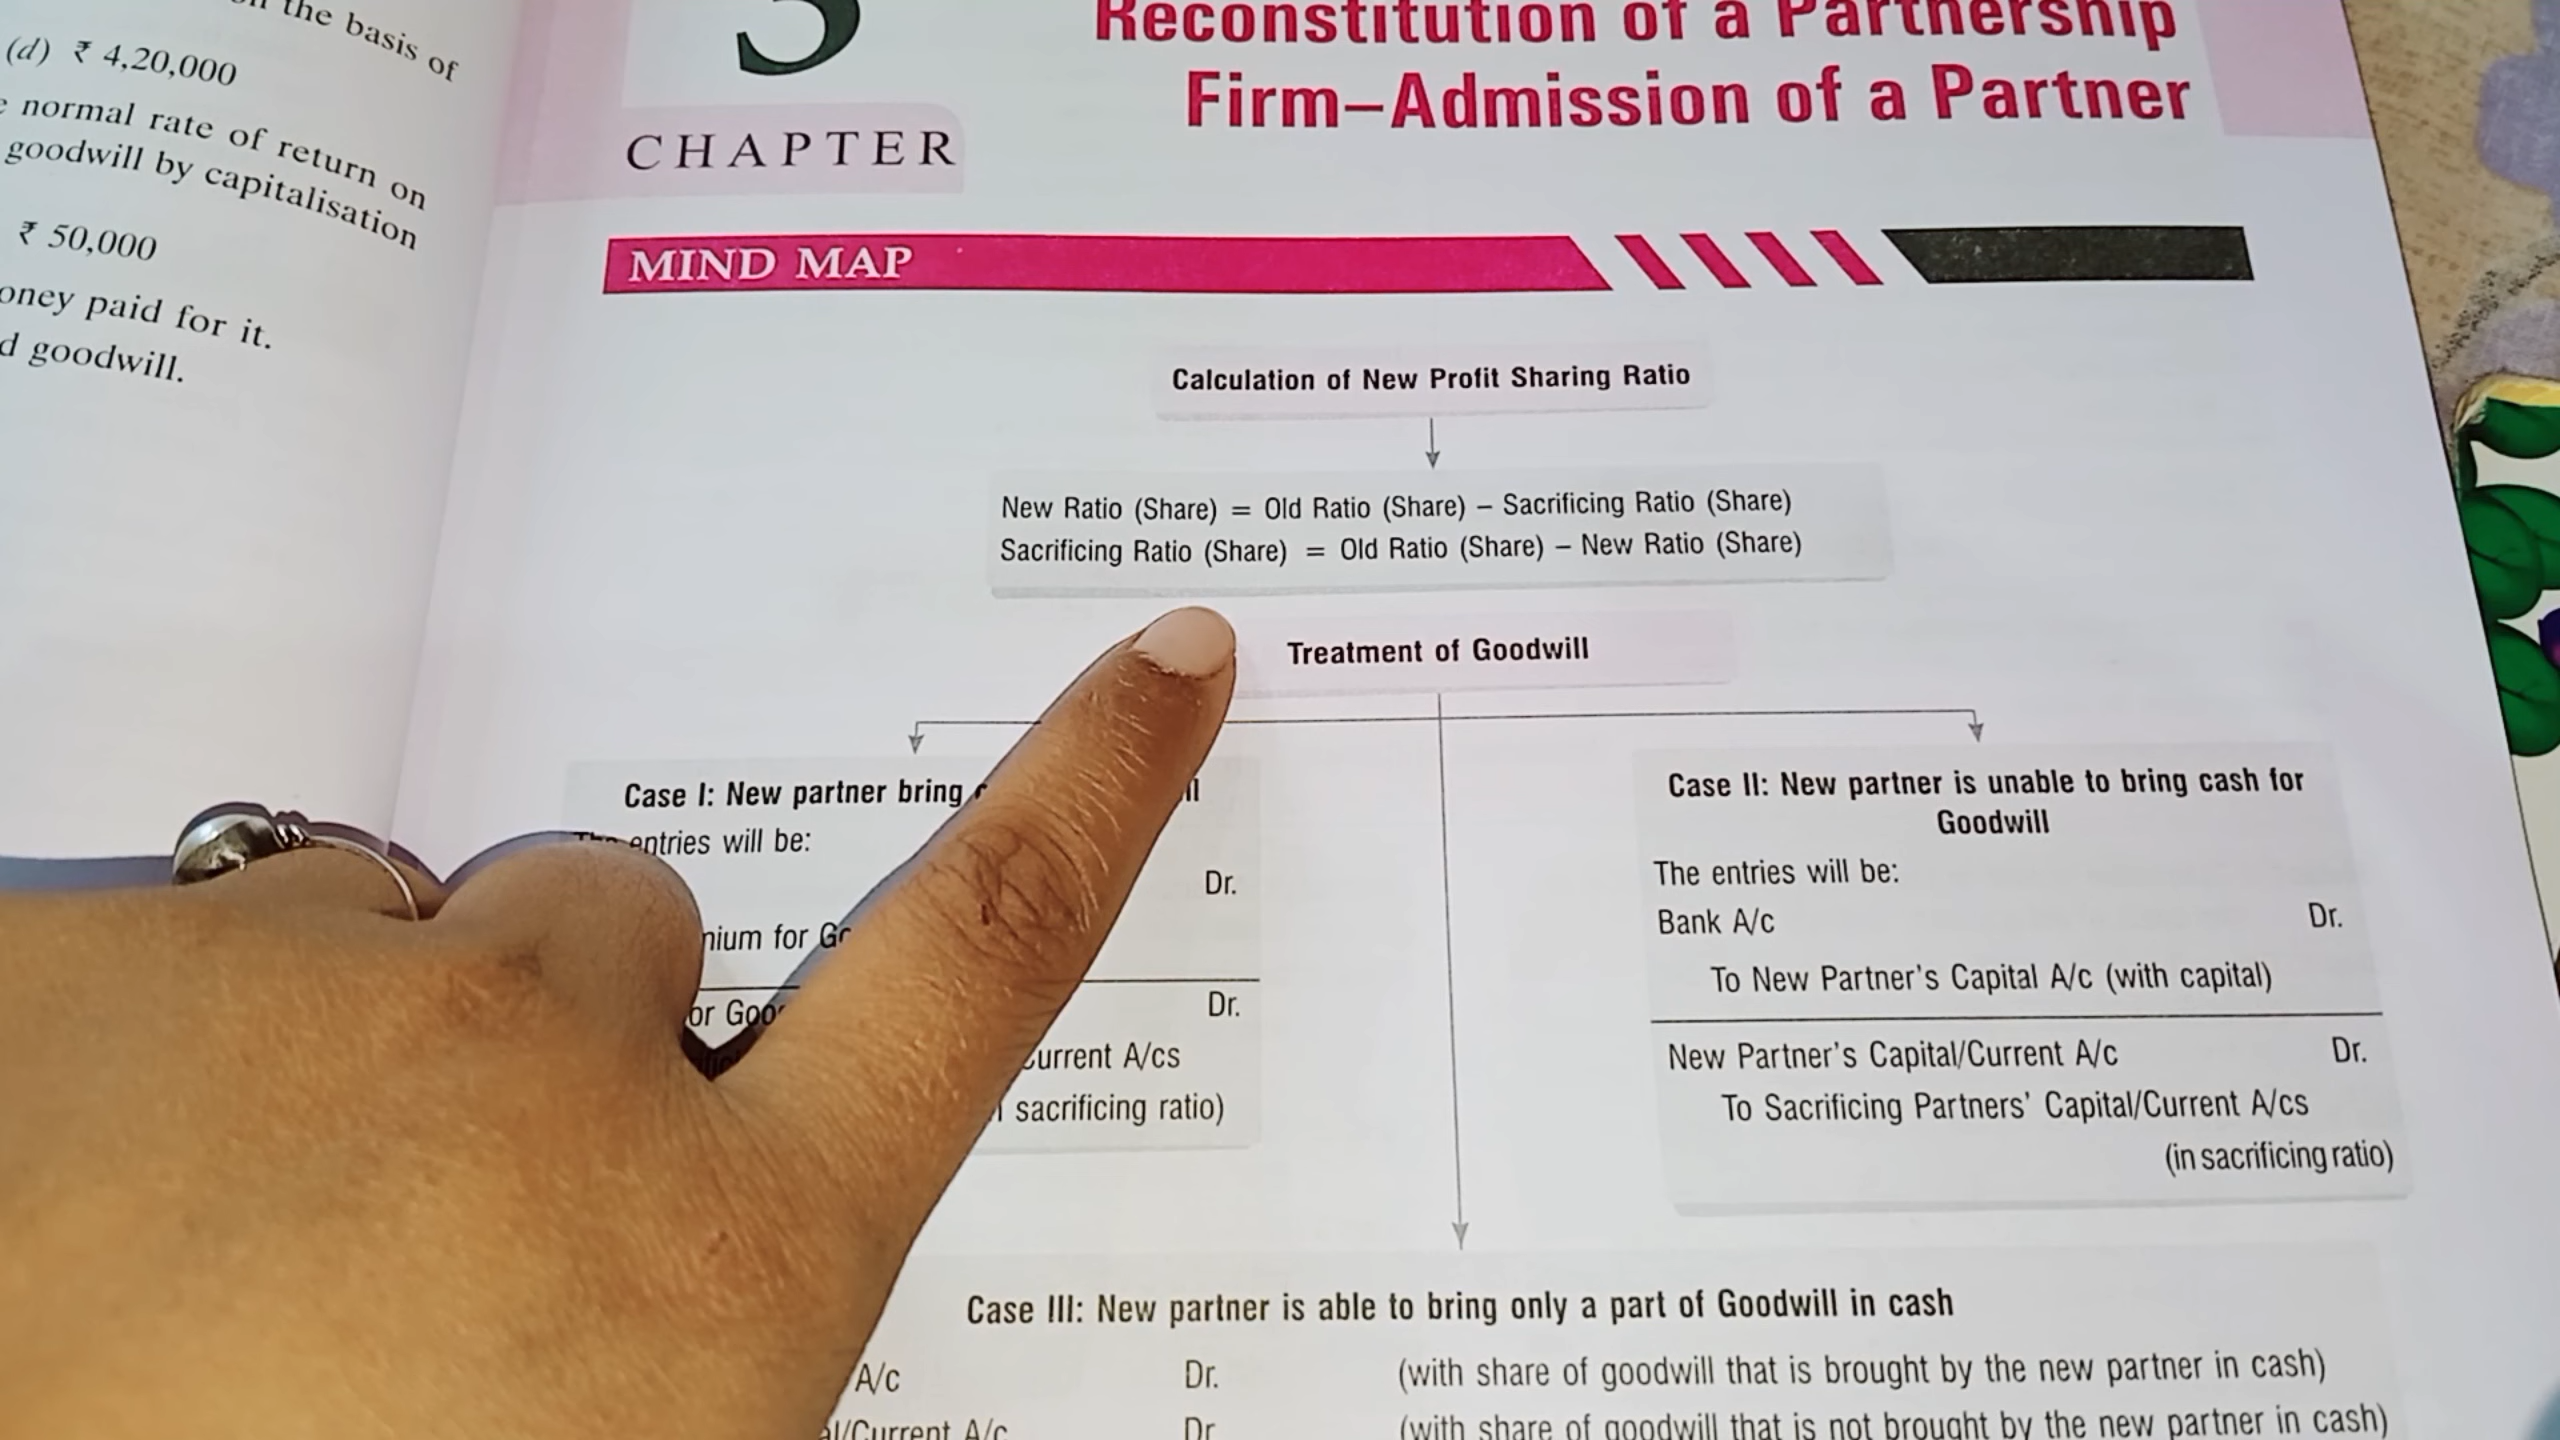 the basis of
(d) ₹ 4,20,000
normal rate of return on
goodwill by capitalisation
₹ 50,000
paid for it.
goodwill.
CHAPTER
Reconstitution of a Partnership
Firm–Admission of a Partner
MIND MAP
Calculation of New Profit Sharing Ratio
New Ratio (Share) = Old Ratio (Share) – Sacrificing Ratio (Share)
Sacrificing Ratio (Share) = Old Ratio (Share) – New Ratio (Share)
Treatment of Goodwill
Case I: New partner bring
entries will be:
Dr.
for
Dr.
A/cs
sacrificing ratio)
Case II: New partner is unable to bring cash for
Goodwill
The entries will be:
Bank A/c Dr.
To New Partner's Capital A/c (with capital)
New Partner's Capital/Current A/c Dr.
To Sacrificing Partners' Capital/Current A/cs
(in sacrificing ratio)
Case III: New partner is able to bring only a part of Goodwill in cash
A/c Dr. (with share of goodwill that is brought by the new partner in cash)
/Current A/c Dr (with share of goodwill that is not brought by the new partner in cash)